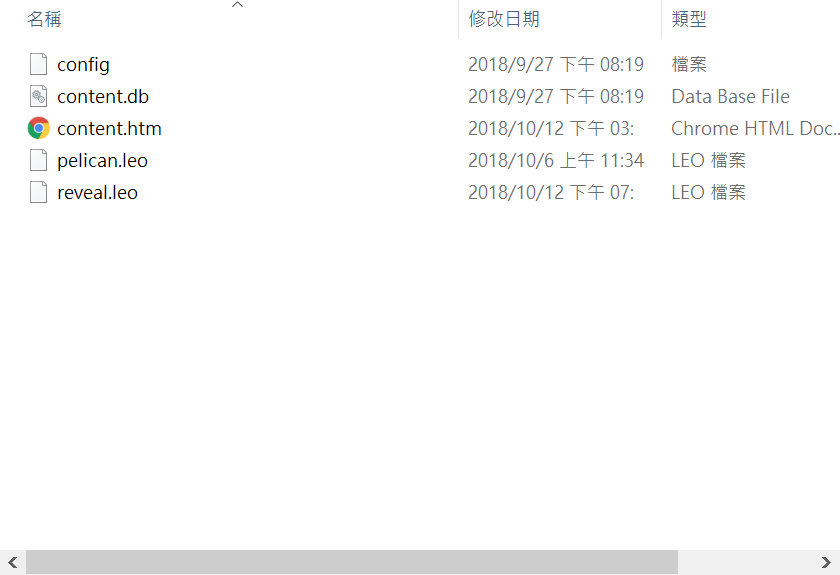 名稱 修改日期 類型
config 2018/9/27 下午 08:19 檔案
content.db 2018/9/27 下午 08:19 Data Base File
content.htm 2018/10/12 下午 03: Chrome HTML Doc...
pelican.leo 2018/10/6 上午 11:34 LEO 檔案
reveal.leo 2018/10/12 下午 07: LEO 檔案